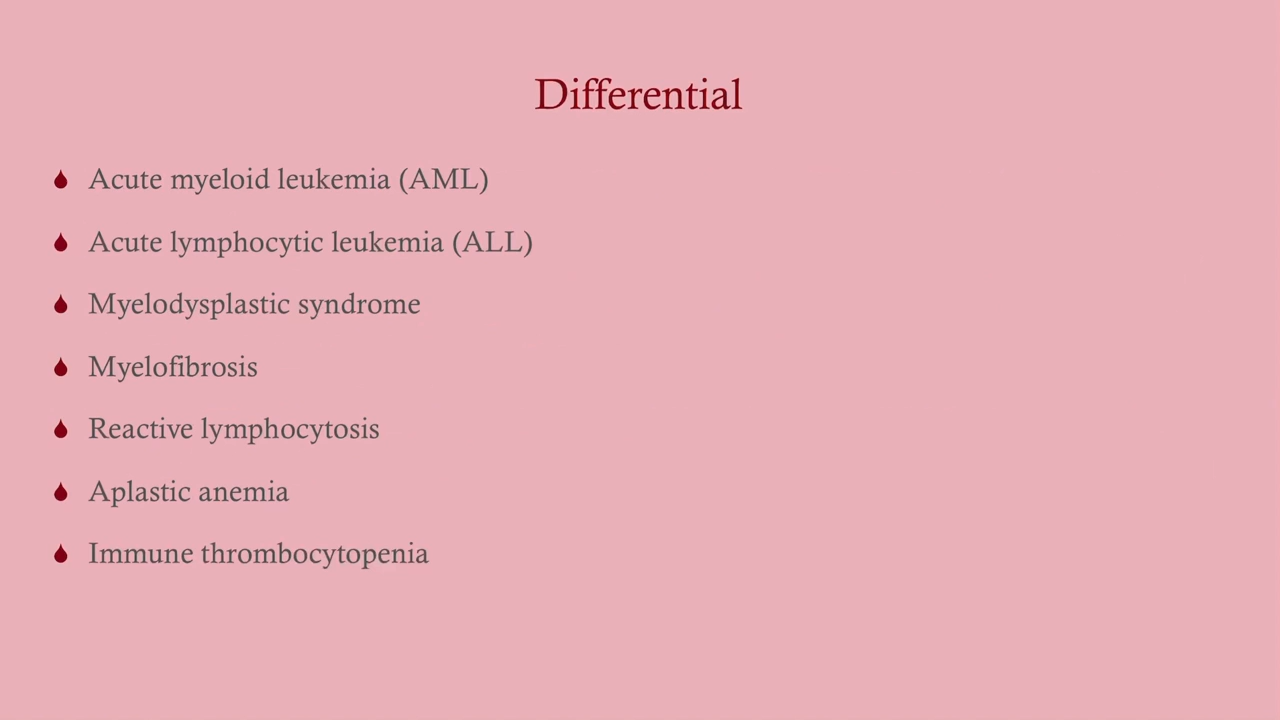 Differential
Acute myeloid leukemia (AML)
Acute lymphocytic leukemia (ALL)
Myelodysplastic syndrome
Myelofibrosis
Reactive lymphocytosis
Aplastic anemia
Immune thrombocytopenia